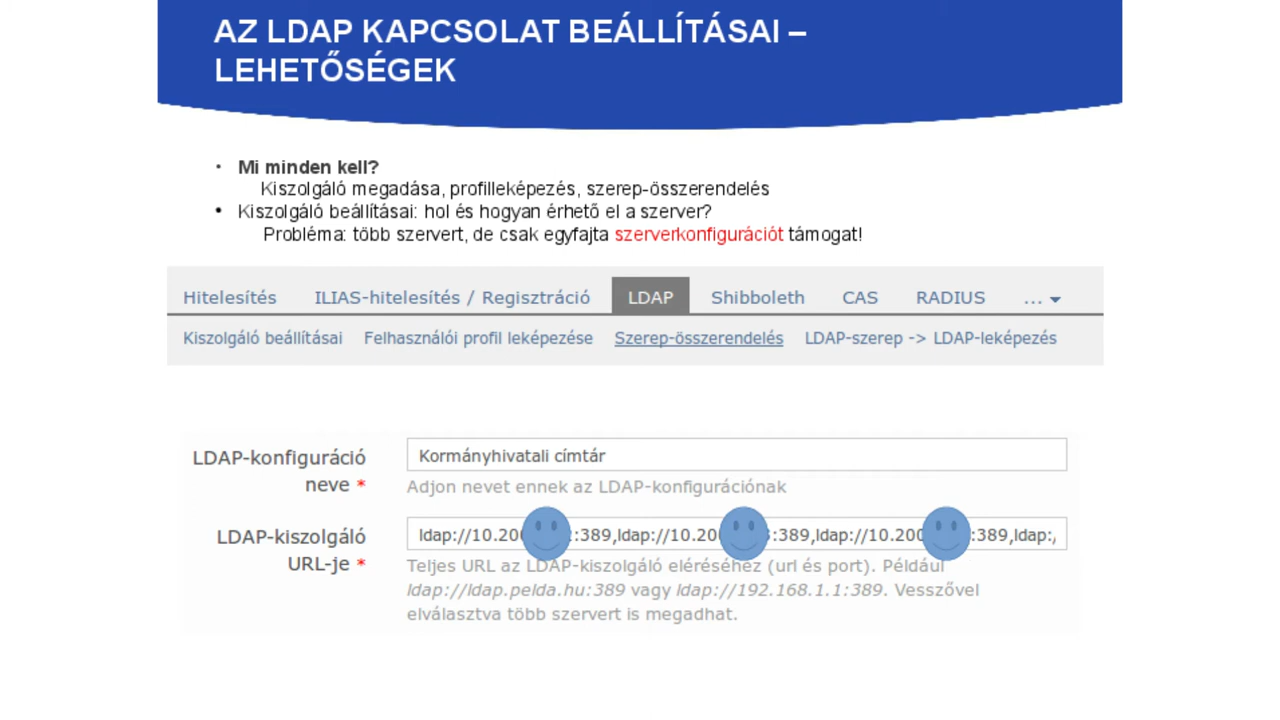 AZ LDAP KAPCSOLAT BEÁLLÍTÁSAI –
LEHETŐSÉGEK
• Mi minden kell?
Kiszolgáló megadása, profilleképezés, szerep-összerendelés
• Kiszolgáló beállításai: hol és hogyan érhető el a szerver?
Probléma: több szervert, de csak egyfajta szerverkonfigurációt támogat!
Hitelesítés ILIAS-hitelesítés / Regisztráció LDAP Shibboleth CAS RADIUS ...
Kiszolgáló beállításai Felhasználói profil leképezése Szerep-összerendelés LDAP-szerep -> LDAP-leképezés
LDAP-konfiguráció
neve *
Kormányhivatali címtár
Adjon nevet ennek az LDAP-konfigurációnak
LDAP-kiszolgáló
URL-je *
ldap://10.20 :389,ldap://10.20 :389,ldap://10.200 :389,ldap:/
Teljes URL az LDAP-kiszolgáló eléréséhez (url és port). Például
ldap://ldap.pelda.hu:389 vagy ldap://192.168.1.1:389. Vesszővel
elválasztva több szervert is megadhat.